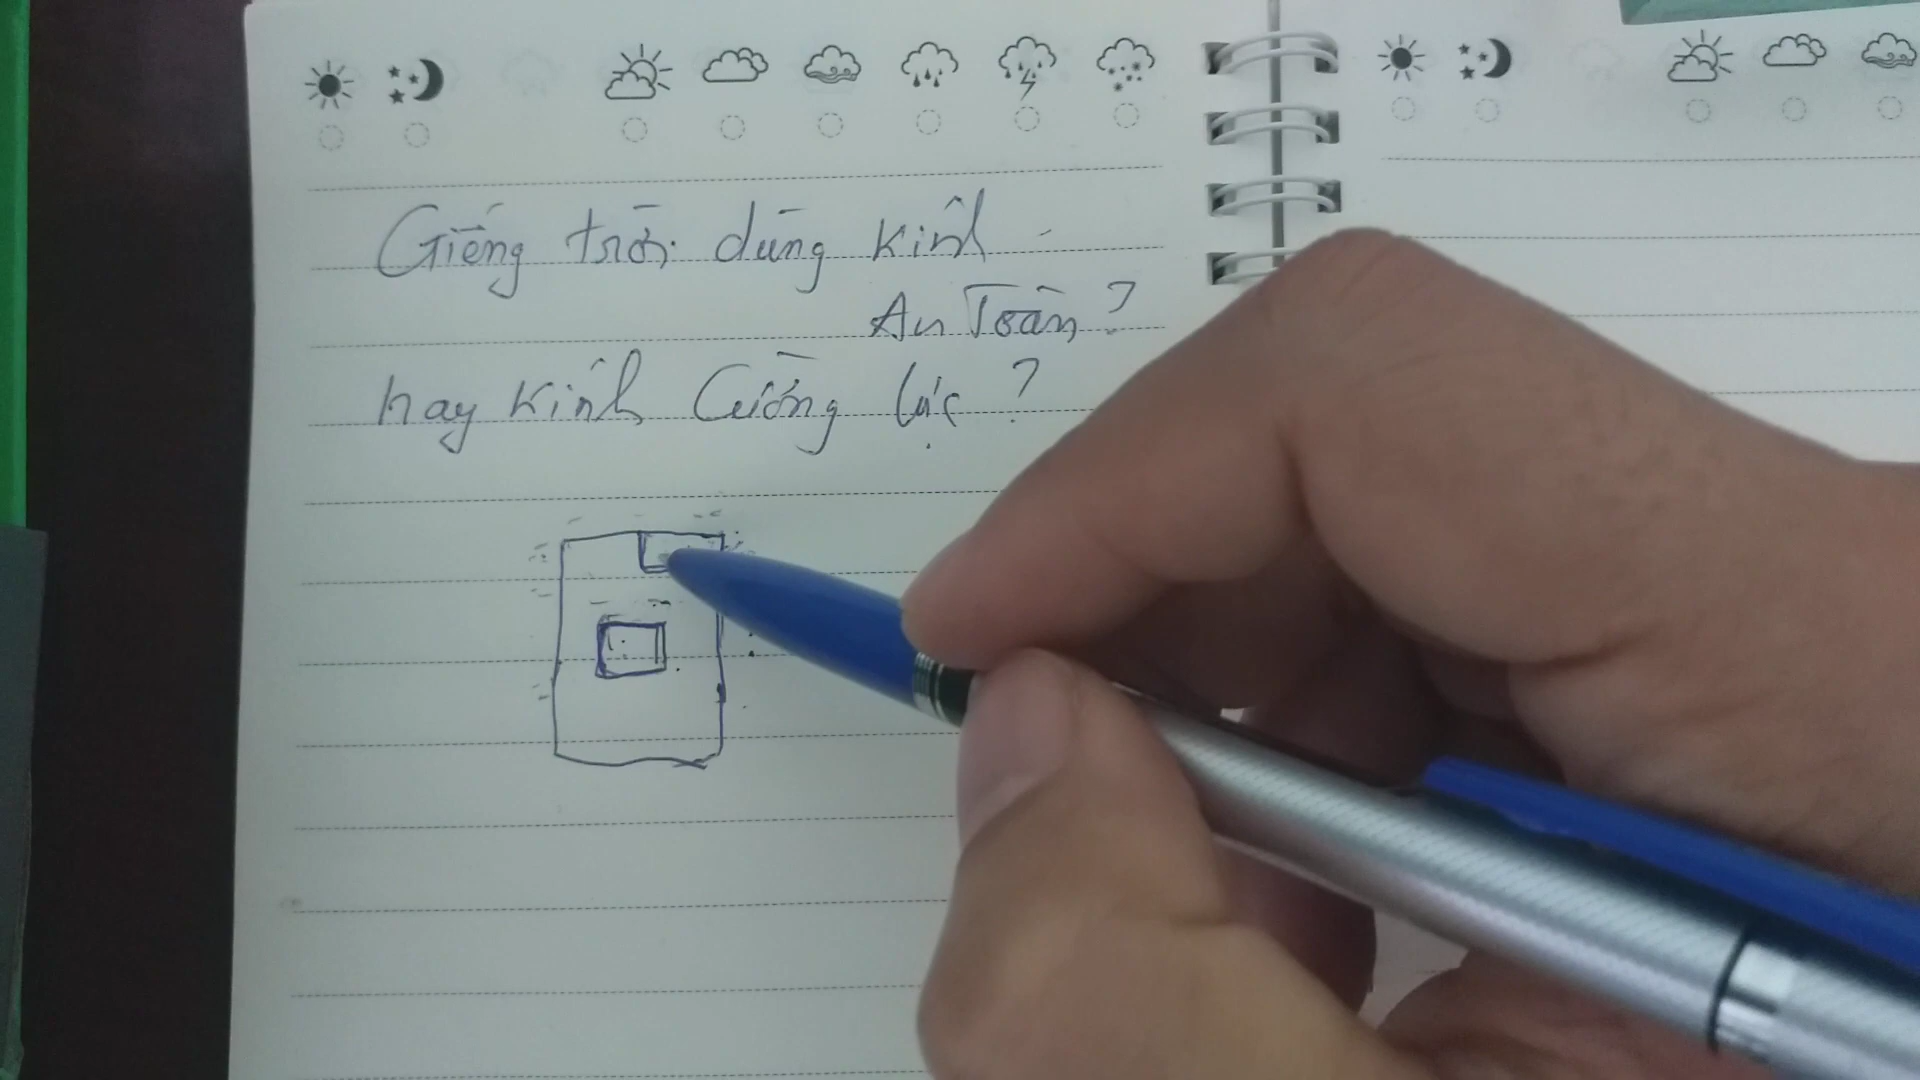 Giếng trời dùng kính
An Toàn?
hay kính Cường lực?